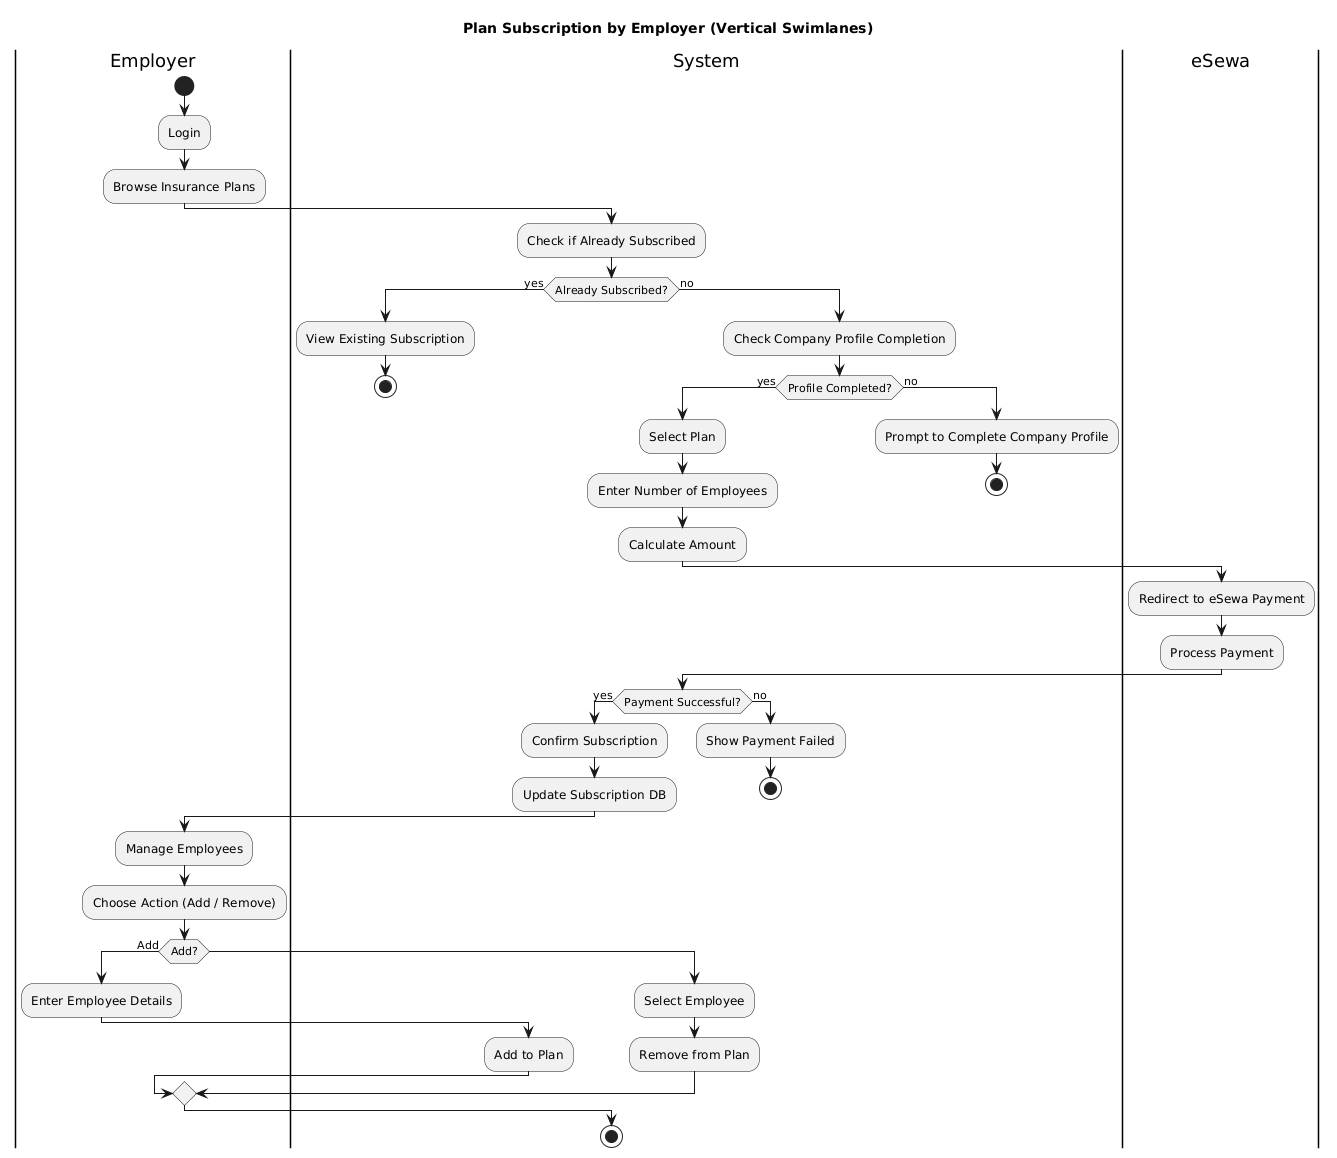 Plan Subscription by Employer (Vertical Swimlanes)
Employer
System
eSewa
Login
Browse Insurance Plans
Check if Already Subscribed
yes
Already Subscribed?
no
View Existing Subscription
Check Company Profile Completion
yes
Profile Completed?
no
Select Plan
Prompt to Complete Company Profile
Enter Number of Employees
Calculate Amount
Redirect to eSewa Payment
Process Payment
yes
Payment Successful?
no
Confirm Subscription
Show Payment Failed
Update Subscription DB
Manage Employees
Choose Action (Add / Remove)
Add
Add?
Enter Employee Details
Select Employee
Add to Plan
Remove from Plan